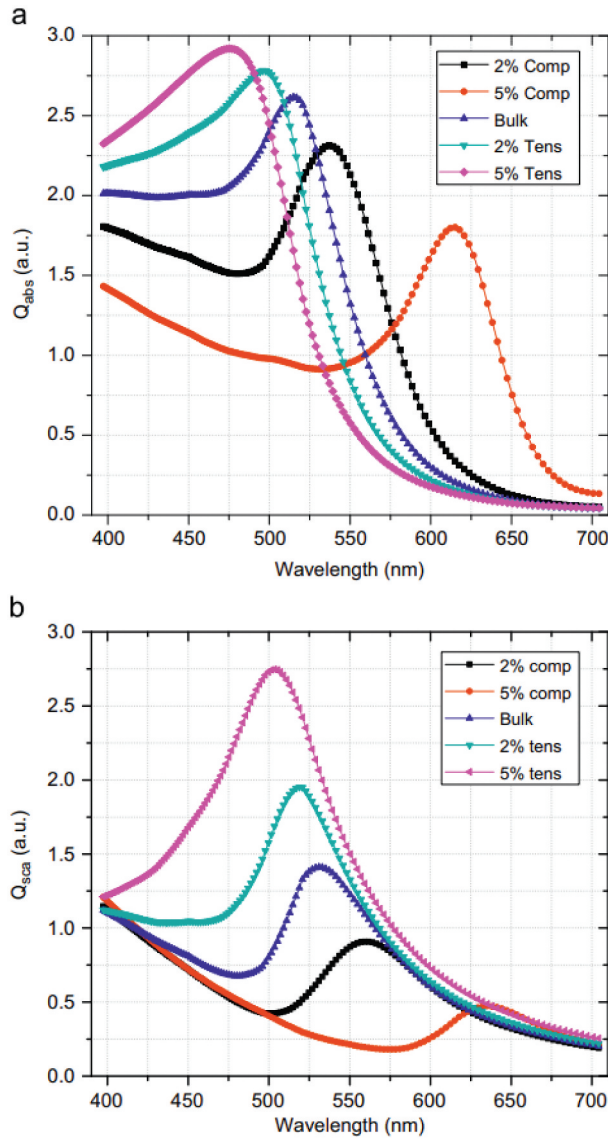 a
3.0
2.5
2.0
1.5
1.0
0.5
0.0
Q_abs (a.u.)
2% Comp
5% Comp
Bulk
2% Tens
5% Tens
400 450 500 550 600 650 700
Wavelength (nm)
b
3.0
2.5
2.0
1.5
1.0
0.5
0.0
Q_sca (a.u.)
2% comp
5% comp
Bulk
2% tens
5% tens
400 450 500 550 600 650 700
Wavelength (nm)